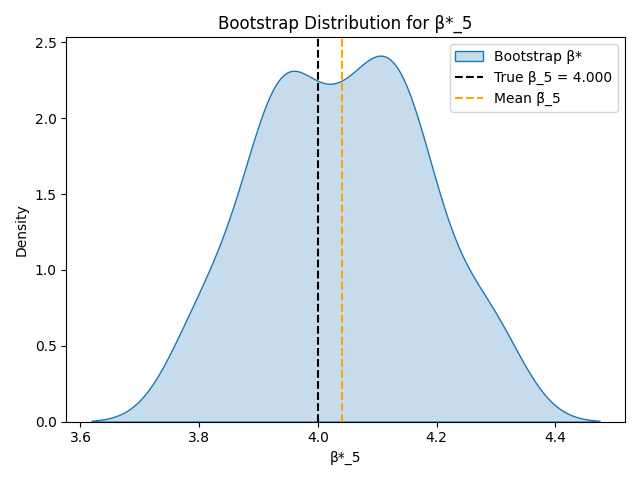 Bootstrap Distribution for β*_5
Bootstrap β*
True β_5 = 4.000
Mean β̂_5
Density
2.5
2.0
1.5
1.0
0.5
0.0
3.6 3.8 4.0 4.2 4.4
β*_5